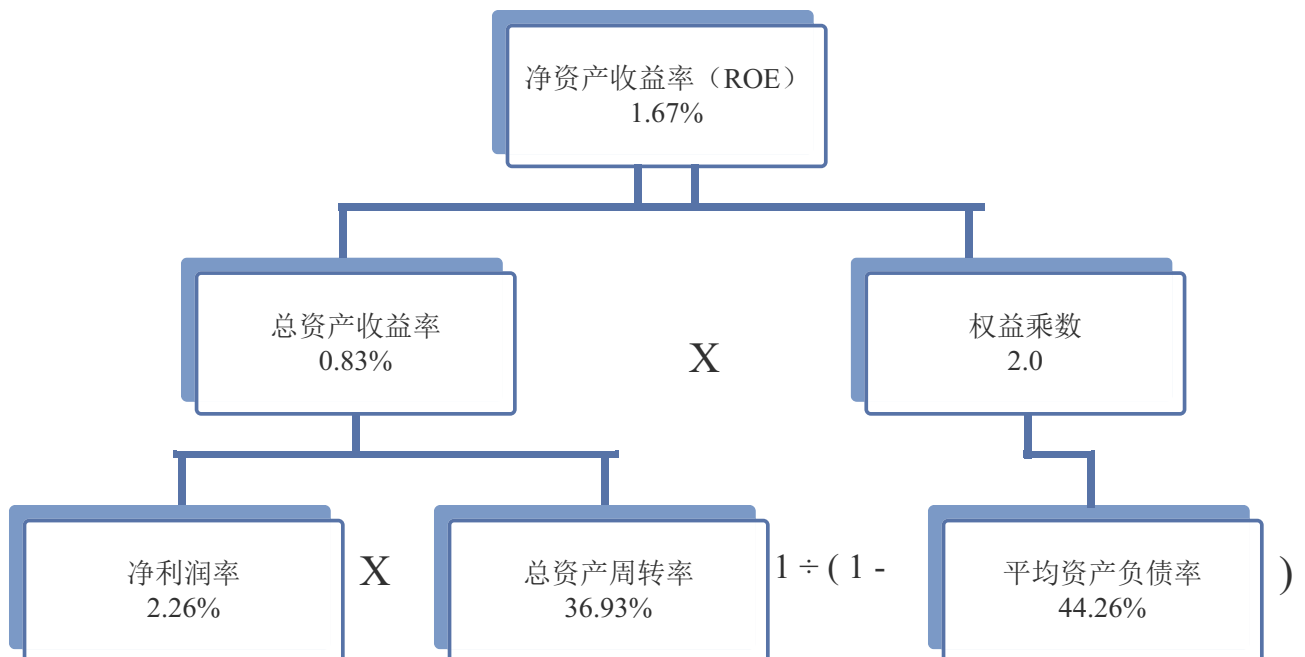 净资产收益率（ROE）
1.67%
总资产收益率
0.83%
X
权益乘数
2.0
净利润率
2.26%
X
总资产周转率
36.93%
1 ÷ ( 1 -
平均资产负债率
44.26%
)